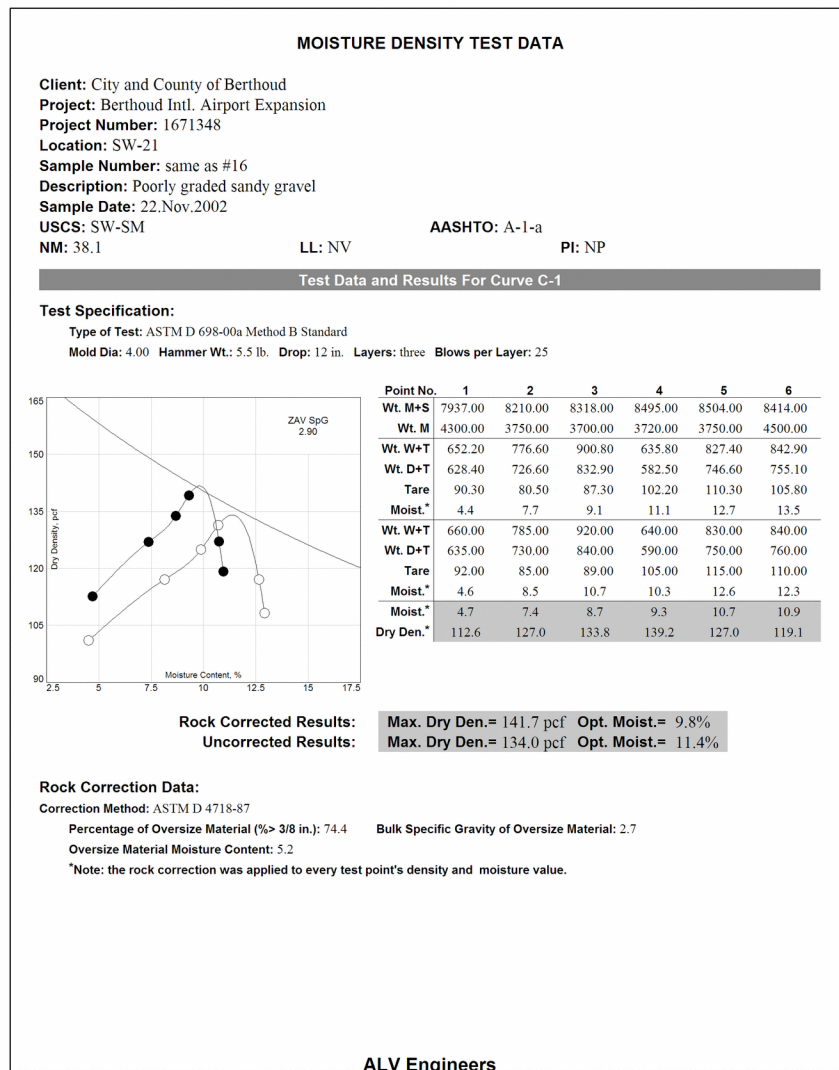 MOISTURE DENSITY TEST DATA
Client: City and County of Berthoud
Project: Berthoud Intl. Airport Expansion
Project Number: 1671348
Location: SW-21
Sample Number: same as #16
Description: Poorly graded sandy gravel
Sample Date: 22.Nov.2002
USCS: SW-SM AASHTO: A-1-a
NM: 38.1 LL: NV PI: NP
Test Data and Results For Curve C-1
Test Specification:
Type of Test: ASTM D 698-00a Method B Standard
Mold Dia: 4.00 Hammer Wt.: 5.5 lb. Drop: 12 in. Layers: three Blows per Layer: 25
165
150
135
120
105
90
Dry Density, pcf
ZAV SpG
2.90
Moisture Content, %
2.5 5 7.5 10 12.5 15 17.5
Point No. 1 2 3 4 5 6
Wt. M+S 7937.00 8210.00 8318.00 8495.00 8504.00 8414.00
Wt. M 4300.00 3750.00 3700.00 3720.00 3750.00 4500.00
Wt. W+T 652.20 776.60 900.80 635.80 827.40 842.90
Wt. D+T 628.40 726.60 832.90 582.50 746.60 755.10
Tare 90.30 80.50 87.30 102.20 110.30 105.80
Moist.* 4.4 7.7 9.1 11.1 12.7 13.5
Wt. W+T 660.00 785.00 920.00 640.00 830.00 840.00
Wt. D+T 635.00 730.00 840.00 590.00 750.00 760.00
Tare 92.00 85.00 89.00 105.00 115.00 110.00
Moist.* 4.6 8.5 10.7 10.3 12.6 12.3
Moist.* 4.7 7.4 8.7 9.3 10.7 10.9
Dry Den.* 112.6 127.0 133.8 139.2 127.0 119.1
Rock Corrected Results: Max. Dry Den.= 141.7 pcf Opt. Moist.= 9.8%
Uncorrected Results: Max. Dry Den.= 134.0 pcf Opt. Moist.= 11.4%
Rock Correction Data:
Correction Method: ASTM D 4718-87
Percentage of Oversize Material (%> 3/8 in.): 74.4 Bulk Specific Gravity of Oversize Material: 2.7
Oversize Material Moisture Content: 5.2
*Note: the rock correction was applied to every test point's density and moisture value.
ALV Engineers